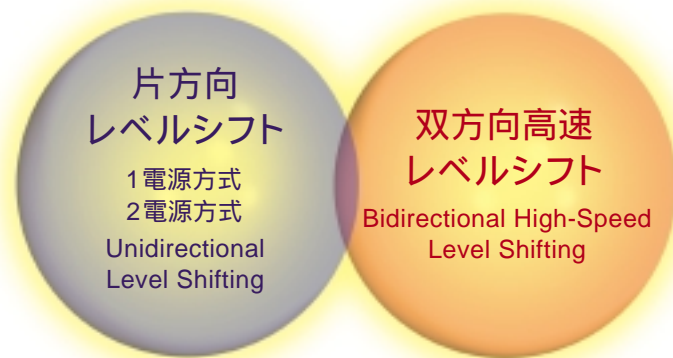 片方向
レベルシフト
1電源方式
2電源方式
Unidirectional
Level Shifting
双方向高速
レベルシフト
Bidirectional High-Speed
Level Shifting